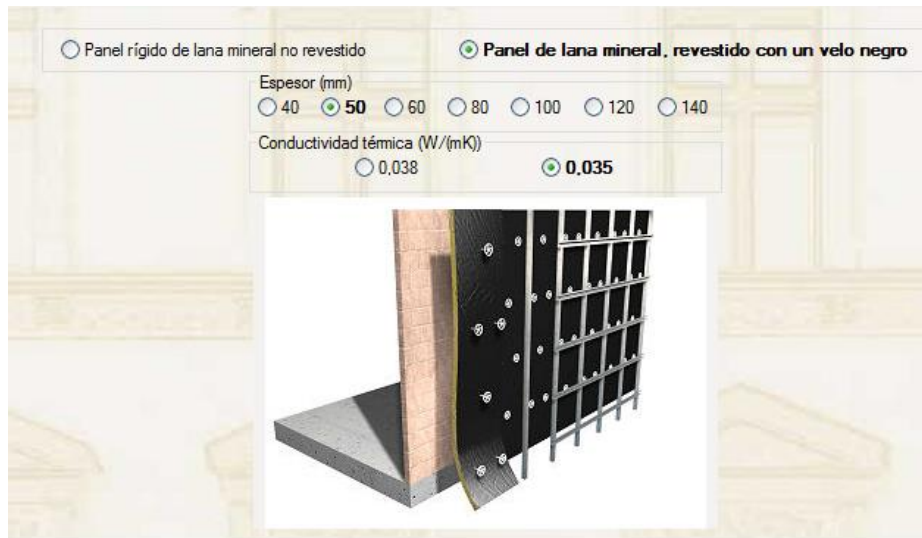 Panel rígido de lana mineral no revestido Panel de lana mineral, revestido con un velo negro
Espesor (mm)
40 50 60 80 100 120 140
Conductividad térmica (W/(mK))
0,038 0,035